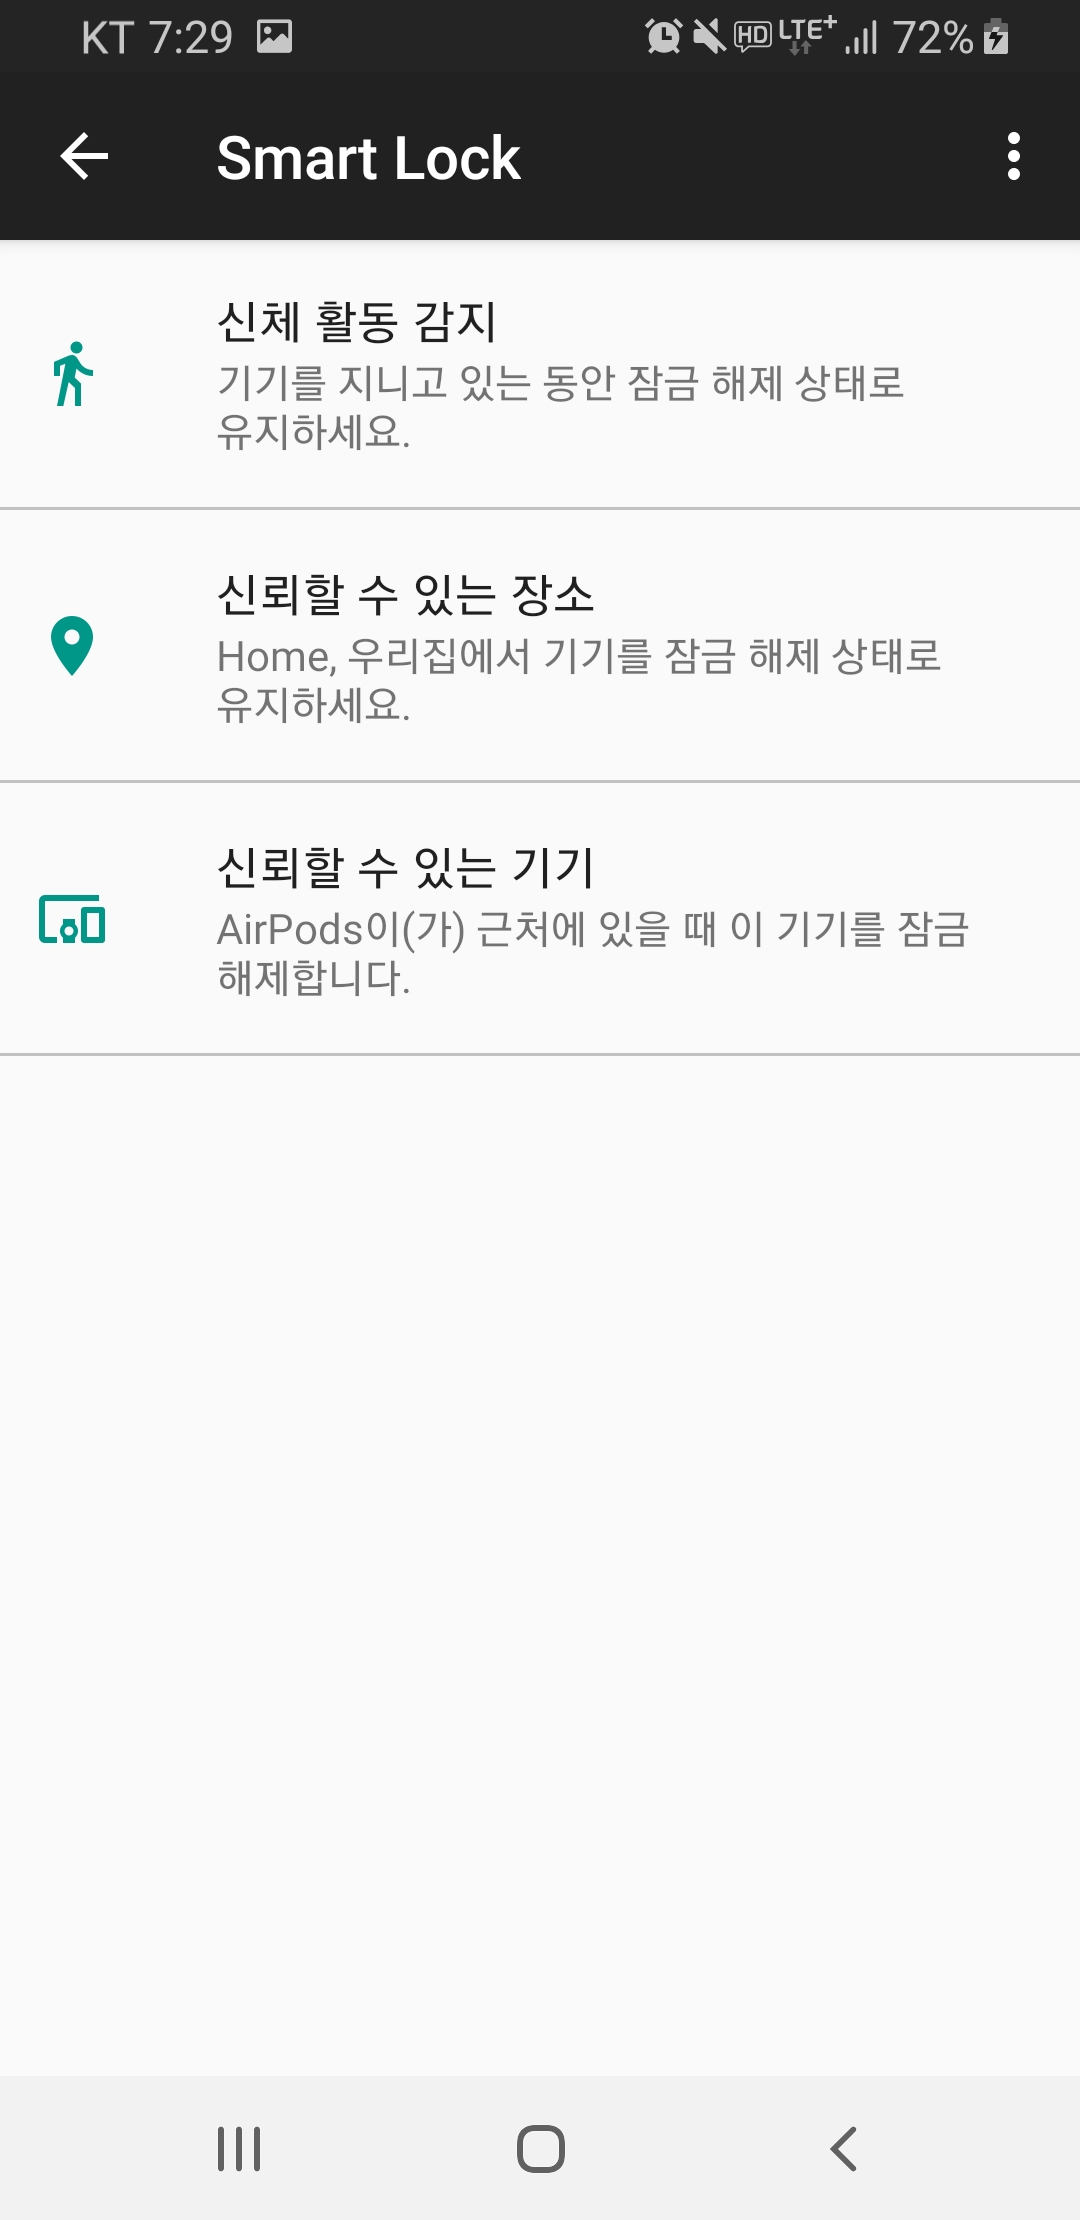 KT 7:29 HD LTE+ 72%
Smart Lock
신체 활동 감지
기기를 지니고 있는 동안 잠금 해제 상태로
유지하세요.
신뢰할 수 있는 장소
Home, 우리집에서 기기를 잠금 해제 상태로
유지하세요.
신뢰할 수 있는 기기
AirPods이(가) 근처에 있을 때 이 기기를 잠금
해제합니다.